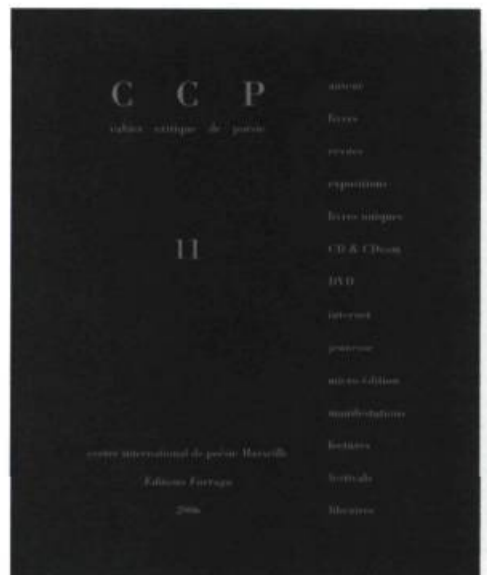 C C P
cahier critique de poésie
11
centre international de poésie Marseille
Editions Farrago
2006
auteur
livres
revues
expositions
livres uniques
CD & CDrom
DVD
internet
jeunesse
micro édition
manifestations
lectures
festivals
librairies